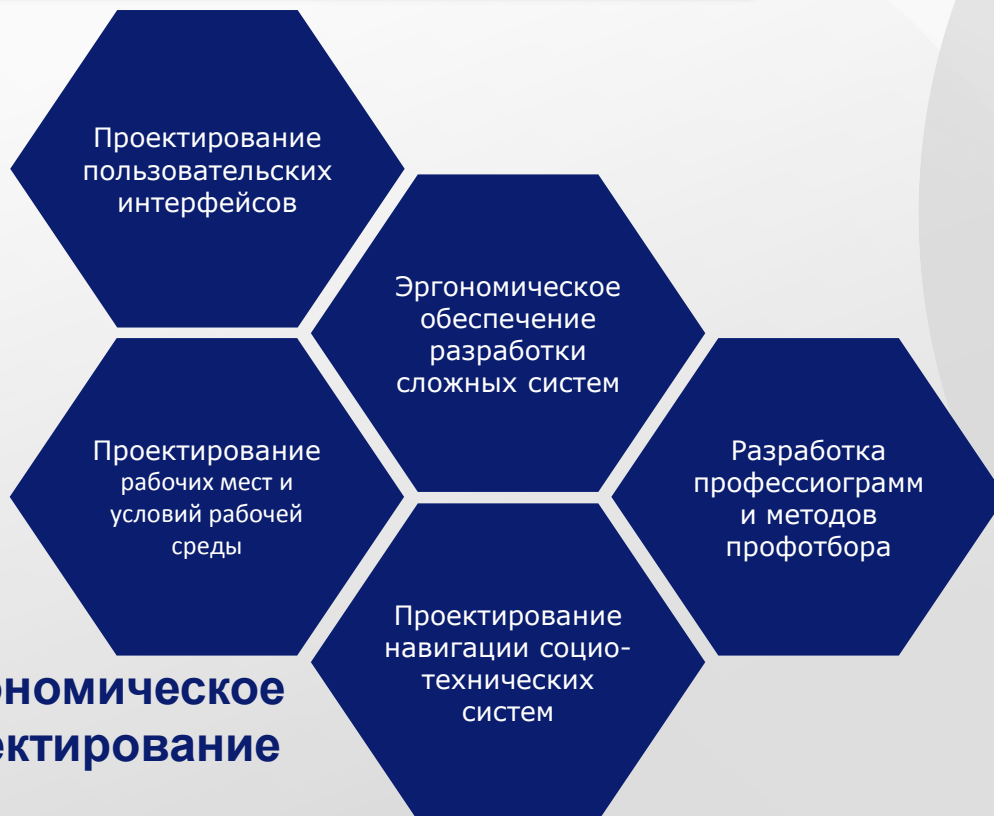 Проектирование
пользовательских
интерфейсов
Эргономическое
обеспечение
разработки
сложных систем
Проектирование
рабочих мест и
условий рабочей
среды
Разработка
профессиограмм
и методов
профотбора
Проектирование
навигации социо-
технических
систем
ономическое
ектирование